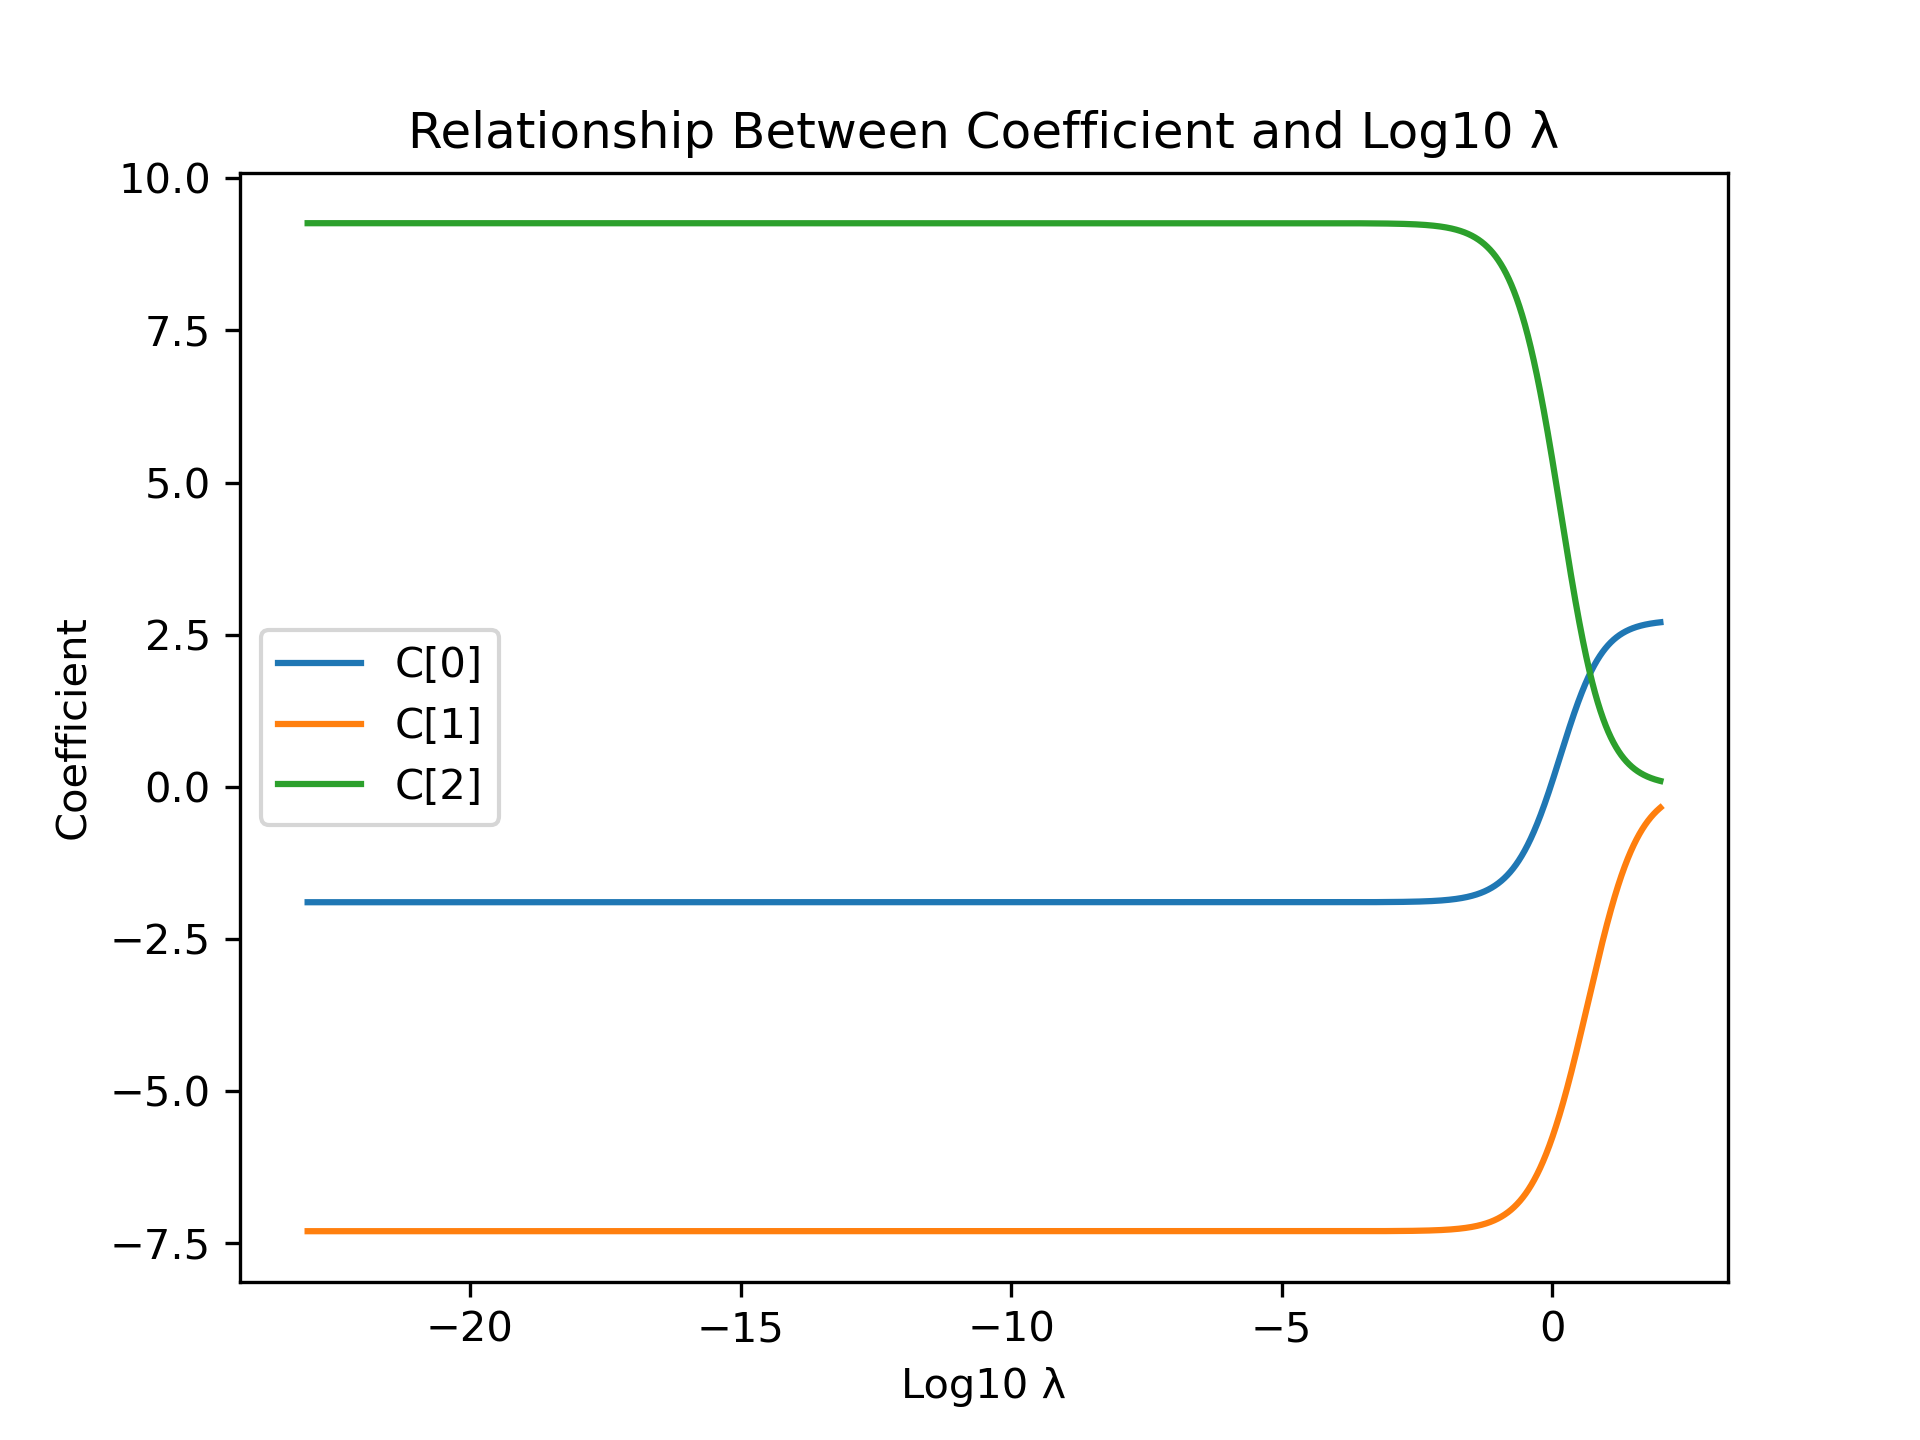 Relationship Between Coefficient and Log10 λ
10.0
7.5
5.0
2.5
0.0
−2.5
−5.0
−7.5
Coefficient
C[0]
C[1]
C[2]
−20
−15
−10
−5
0
Log10 λ